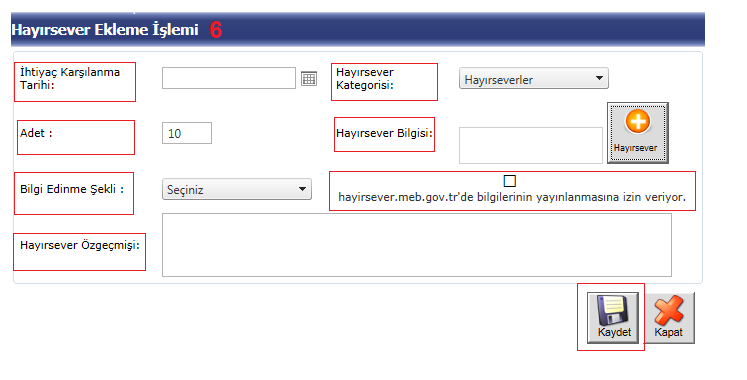 Hayırsever Ekleme İşlemi 6
İhtiyaç Karşılanma
Tarihi:
Hayırsever
Kategorisi:
Hayırseverler
Adet :
10
Hayırsever Bilgisi:
Hayırsever
Bilgi Edinme Şekli :
Seçiniz
hayirsever.meb.gov.tr'de bilgilerinin yayınlanmasına izin veriyor.
Hayırsever Özgeçmişi:
Kaydet
Kapat